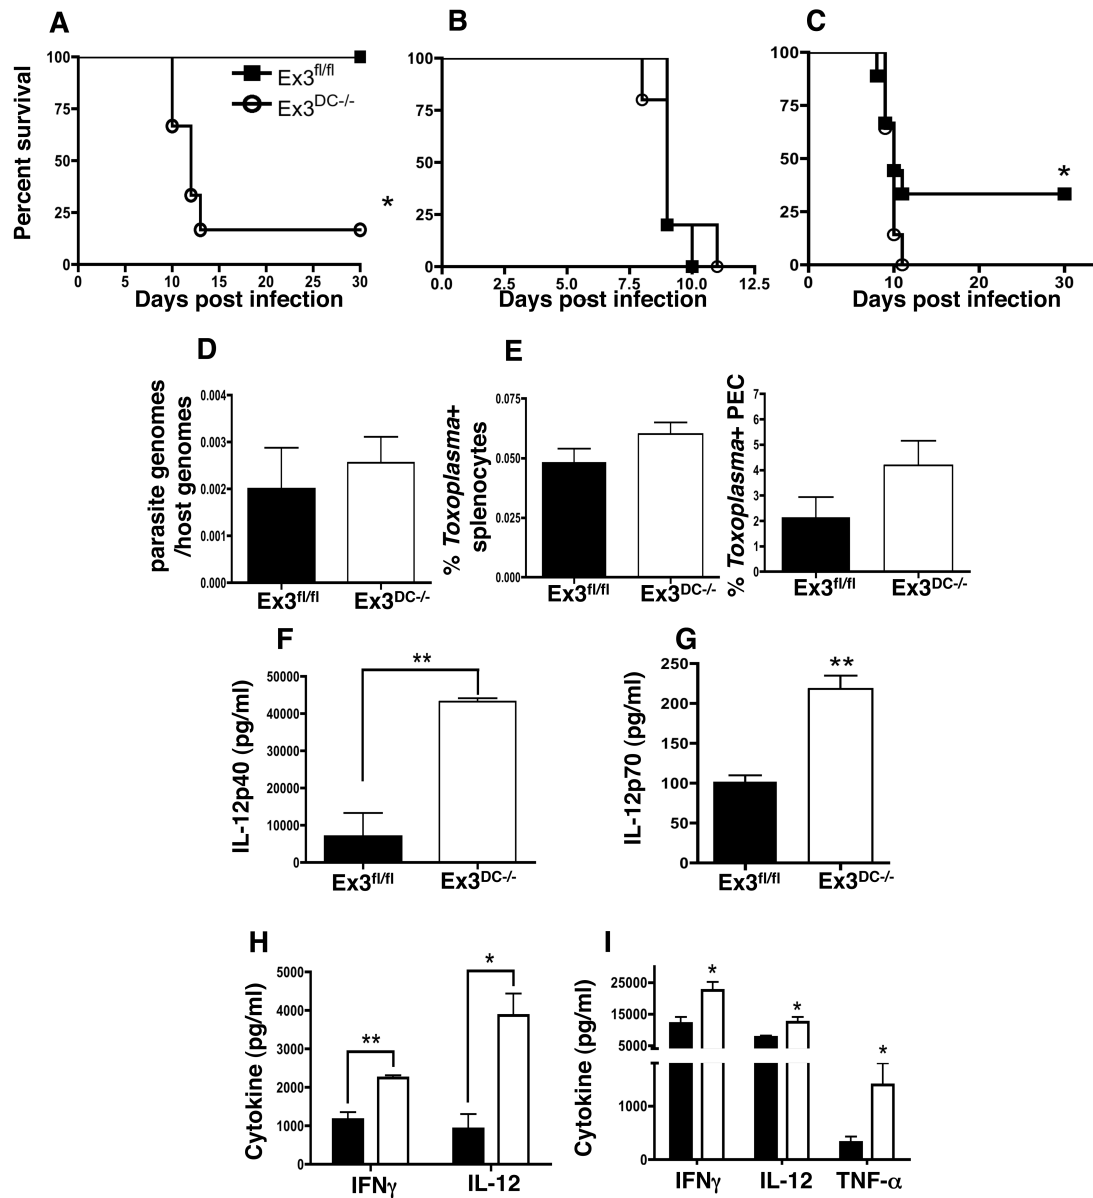 A
B
C
Percent survival
100
75
50
25
0
Ex3fl/fl
Ex3DC-/-
*
0 5 10 15 20 25 30
Days post infection
100
75
50
25
0
0.0 2.5 5.0 7.5 10.0 12.5
Days post infection
100
75
50
25
0
*
0 10 20 30
Days post infection
D
E
parasite genomes
/host genomes
0.004
0.003
0.002
0.001
0.000
Ex3fl/fl Ex3DC-/-
% Toxoplasma+
splenocytes
0.075
0.050
0.025
0.000
Ex3fl/fl Ex3DC-/-
% Toxoplasma+ PEC
7
6
5
4
3
2
1
0
Ex3fl/fl Ex3DC-/-
F
G
IL-12p40 (pg/ml)
50000
40000
30000
20000
10000
0
**
Ex3fl/fl Ex3DC-/-
IL-12p70 (pg/ml)
250
200
150
100
50
0
**
Ex3fl/fl Ex3DC-/-
H
I
Cytokine (pg/ml)
5000
4000
3000
2000
1000
0
**
*
IFNγ IL-12
Cytokine (pg/ml)
25000
15000
5000
1000
0
*
*
*
IFNγ IL-12 TNF-α